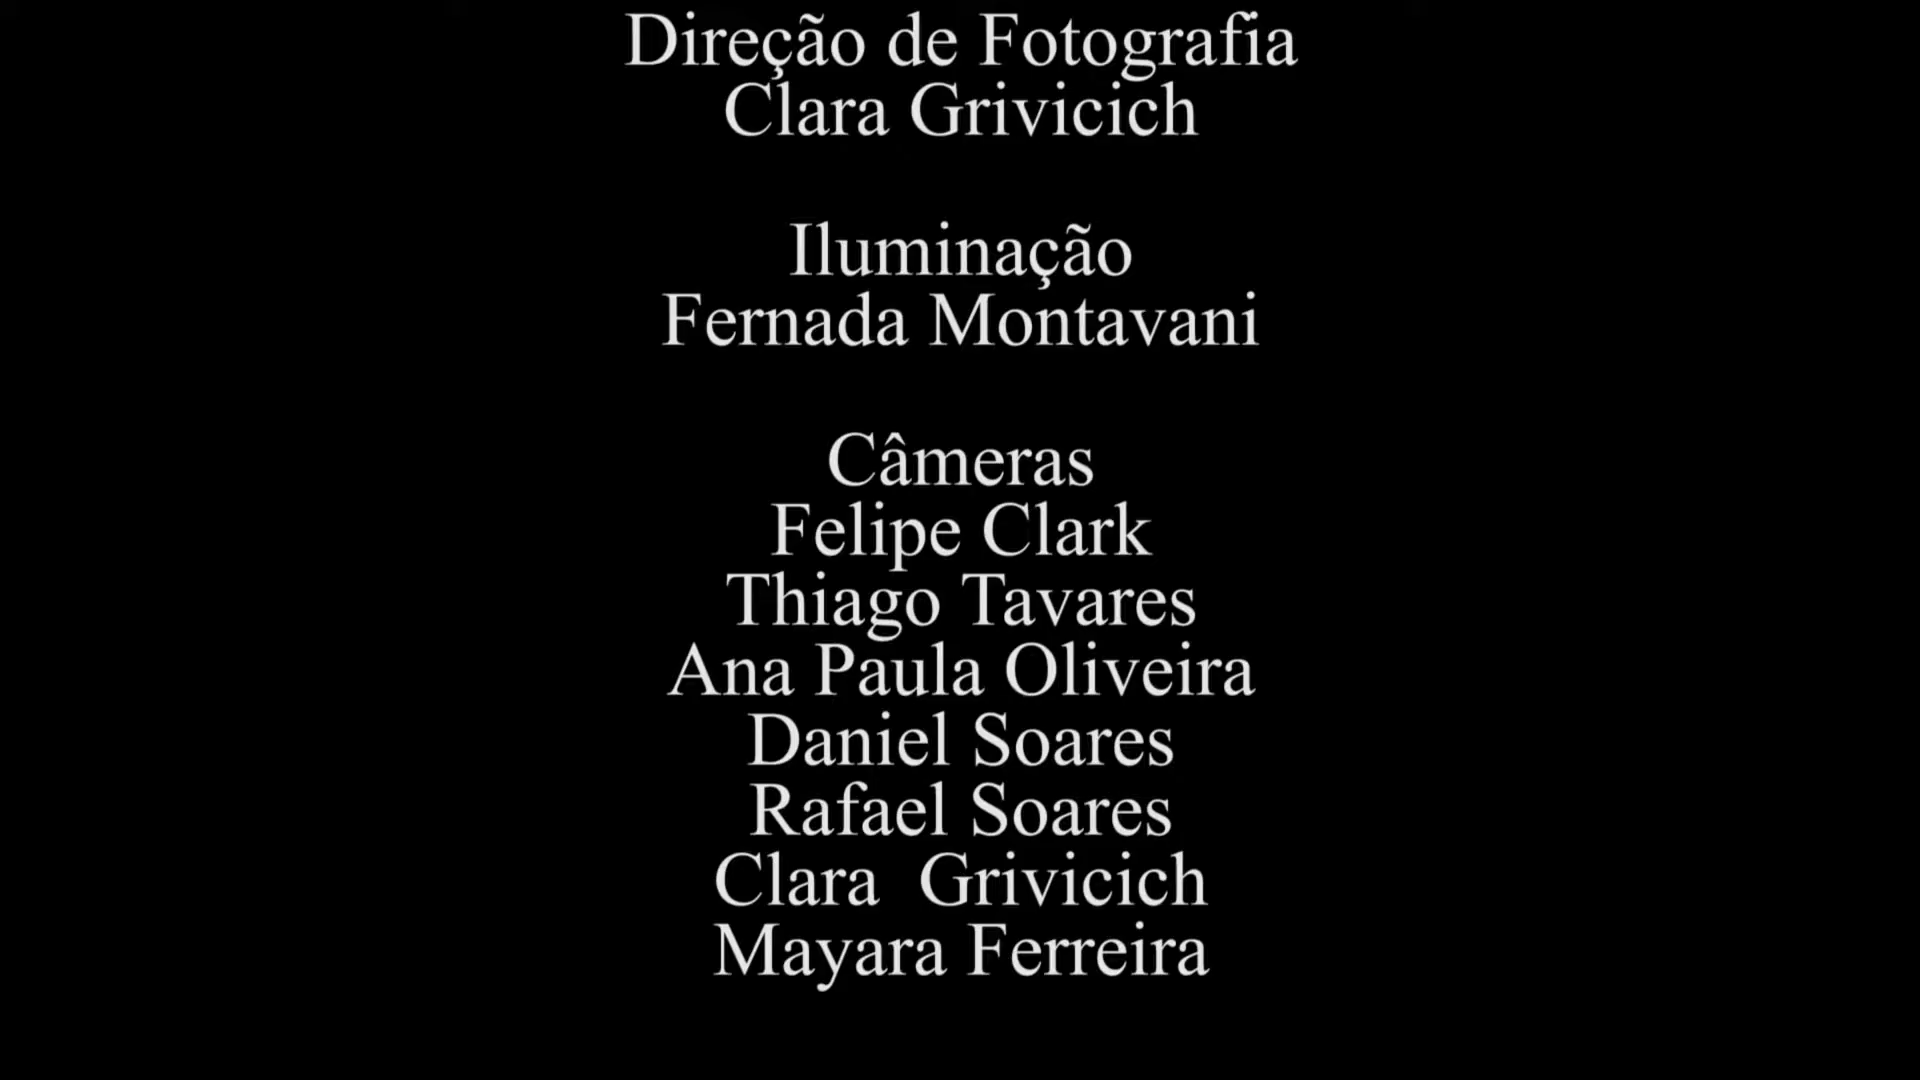 Direção de Fotografia
Clara Grivicich
Iluminação
Fernada Montavani
Câmeras
Felipe Clark
Thiago Tavares
Ana Paula Oliveira
Daniel Soares
Rafael Soares
Clara  Grivicich
Mayara Ferreira